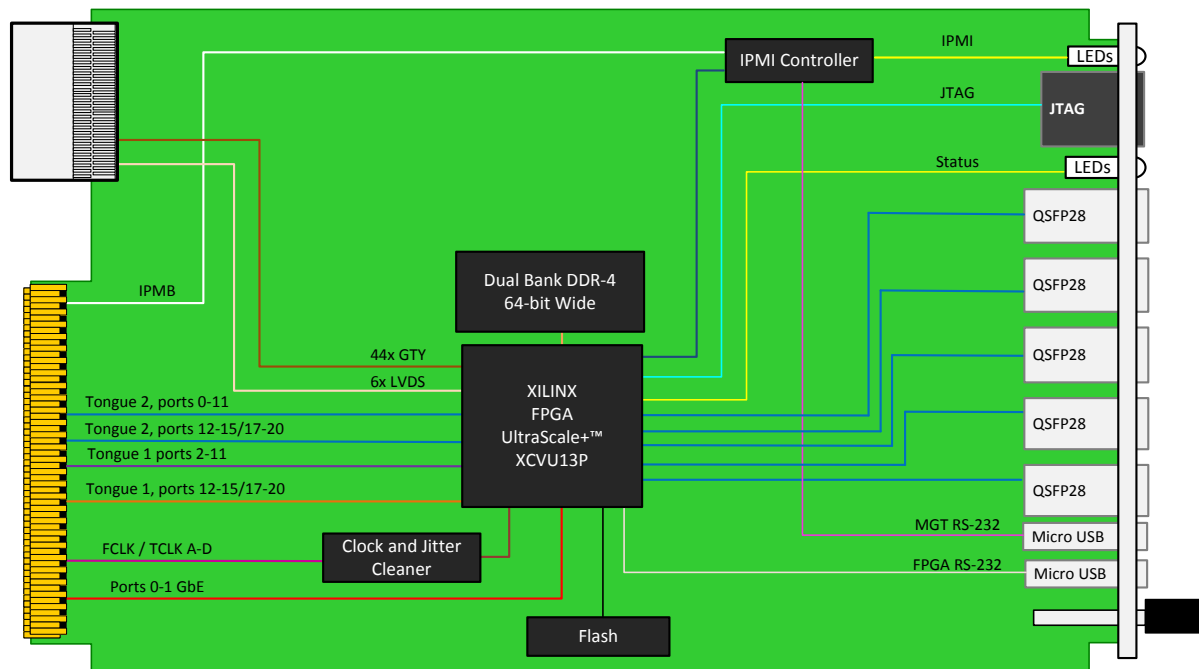 IPMI
LEDs
IPMI Controller
JTAG
JTAG
Status
LEDs
QSFP28
QSFP28
QSFP28
QSFP28
QSFP28
IPMB
Dual Bank DDR-4
64-bit Wide
44x GTY
6x LVDS
XILINX
FPGA
UltraScale+™
XCVU13P
Tongue 2, ports 0-11
Tongue 2, ports 12-15/17-20
Tongue 1 ports 2-11
Tongue 1, ports 12-15/17-20
FCLK / TCLK A-D
Clock and Jitter
Cleaner
Ports 0-1 GbE
Flash
MGT RS-232
Micro USB
FPGA RS-232
Micro USB